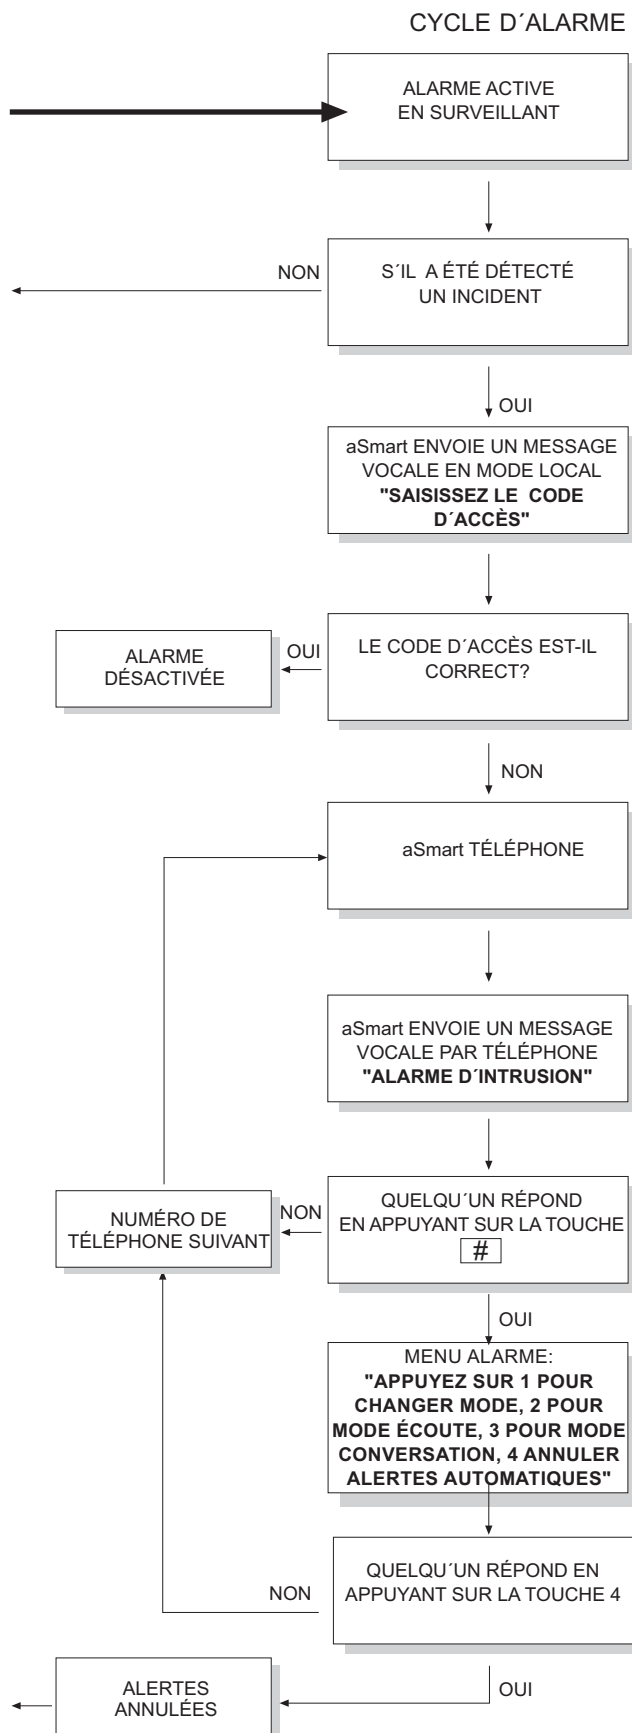 CYCLE D´ALARME
ALARME ACTIVE
EN SURVEILLANT
NON
S´IL A ÉTÉ DÉTECTÉ
UN INCIDENT
OUI
aSmart ENVOIE UN MESSAGE
VOCALE EN MODE LOCAL
"SAISISSEZ LE CODE
D´ACCÈS"
ALARME
DÉSACTIVÉE
OUI
LE CODE D´ACCÈS EST-IL
CORRECT?
NON
aSmart TÉLÉPHONE
aSmart ENVOIE UN MESSAGE
VOCALE PAR TÉLÉPHONE
"ALARME D´INTRUSION"
NUMÉRO DE
TÉLÉPHONE SUIVANT
NON
QUELQU´UN RÉPOND
EN APPUYANT SUR LA TOUCHE
#
OUI
MENU ALARME:
"APPUYEZ SUR 1 POUR
CHANGER MODE, 2 POUR
MODE ÉCOUTE, 3 POUR MODE
CONVERSATION, 4 ANNULER
ALERTES AUTOMATIQUES"
NON
QUELQU´UN RÉPOND EN
APPUYANT SUR LA TOUCHE 4
OUI
ALERTES
ANNULÉES